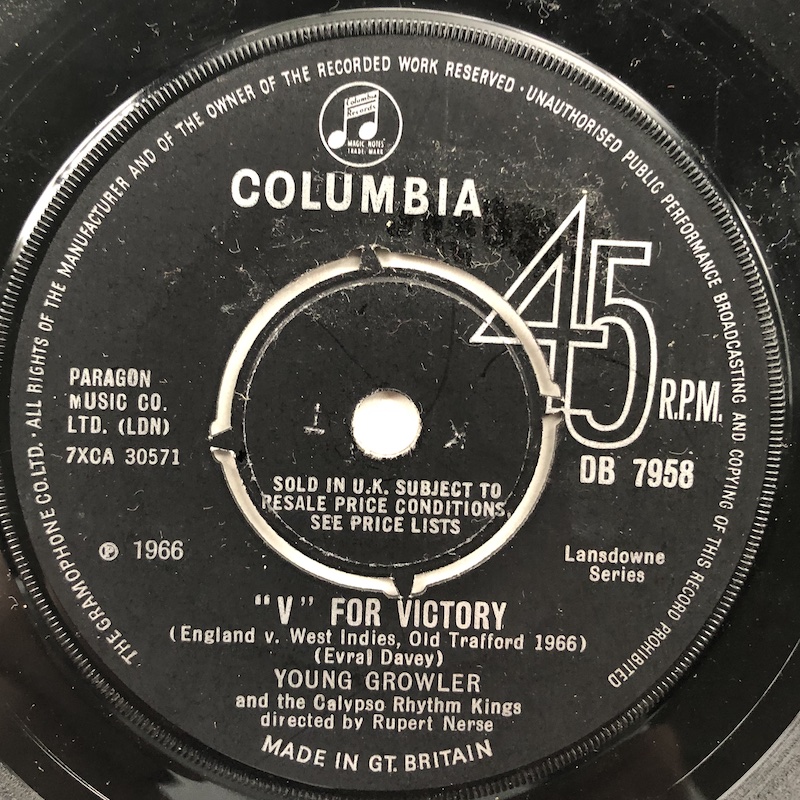 THE GRAMOPHONE CO. LTD. · ALL RIGHTS OF THE MANUFACTURER AND OF THE OWNER OF THE RECORDED WORK RESERVED · UNAUTHORISED PUBLIC PERFORMANCE BROADCASTING AND COPYING OF THIS RECORD PROHIBITED
Columbia
Records
MAGIC NOTES
TRADE MARK
COLUMBIA
45 R.P.M.
PARAGON
MUSIC CO.
LTD. (LDN)
7XCA 30571
DB 7958
SOLD IN U.K. SUBJECT TO
RESALE PRICE CONDITIONS,
SEE PRICE LISTS
℗ 1966
Lansdowne
Series
"V" FOR VICTORY
(England v. West Indies, Old Trafford 1966)
(Evral Davey)
YOUNG GROWLER
and the Calypso Rhythm Kings
directed by Rupert Nerse
MADE IN GT. BRITAIN